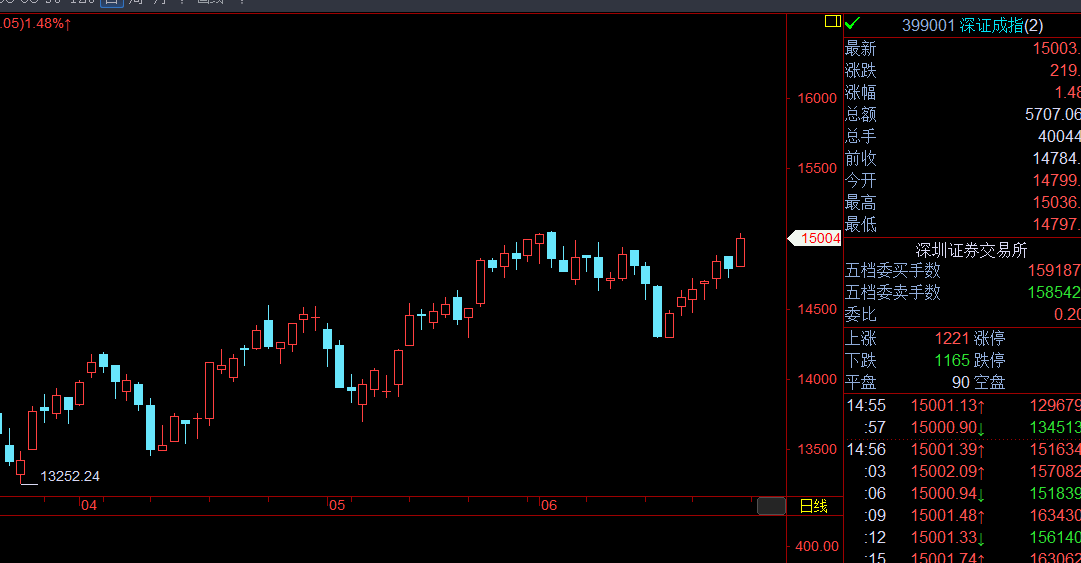 .05)1.48%↑
399001 深证成指(2)
最新 15003.
涨跌 219.
涨幅 1.48
总额 5707.06
总手 40044
前收 14784.
今开 14799.
最高 15036.
最低 14797.
深圳证券交易所
五档委买手数 159187
五档委卖手数 158542
委比 0.20
上涨 1221 涨停
下跌 1165 跌停
平盘 90 空盘
14:55 15001.13↑ 129679
:57 15000.90↓ 134513
14:56 15001.39↑ 151634
:03 15002.09↑ 157082
:06 15000.94↓ 151839
:09 15001.48↑ 163430
:12 15001.33↓ 156140
:15 15001.74↑ 163062
16000
15500
15004
14500
14000
13500
13252.24
04 05 06 日线
400.00